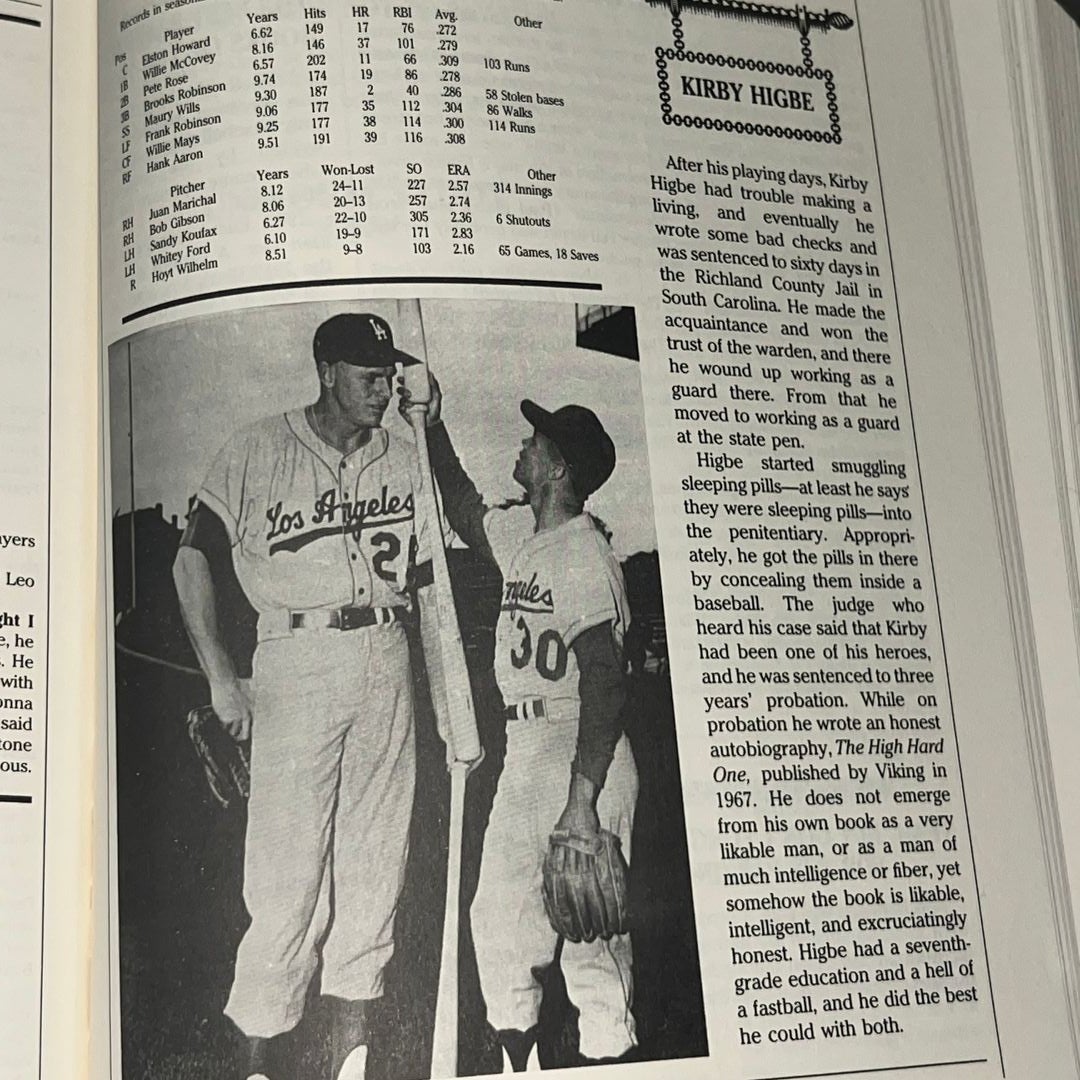 Records in
Player Years Hits HR RBI Avg. Other
Pos
C Elston Howard 6.62 149 17 76 .272
1B Willie McCovey 8.16 146 37 101 .279
2B Pete Rose 6.57 202 11 66 .309 103 Runs
3B Brooks Robinson 9.74 174 19 86 .278
SS Maury Wills 9.30 187 2 40 .286 58 Stolen bases
LF Frank Robinson 9.06 177 35 112 .304 86 Walks
CF Willie Mays 9.25 177 38 114 .300 114 Runs
RF Hank Aaron 9.51 191 39 116 .308
Pitcher Years Won-Lost SO ERA Other
RH Juan Marichal 8.12 24–11 227 2.57 314 Innings
RH Bob Gibson 8.06 20–13 257 2.74
LH Sandy Koufax 6.27 22–10 305 2.36 6 Shutouts
LH Whitey Ford 6.10 19–9 171 2.83
R Hoyt Wilhelm 8.51 9–8 103 2.16 65 Games, 18 Saves
LA
Los Angeles
2
ngeles
30
KIRBY HIGBE
After his playing days, Kirby
Higbe had trouble making a
living, and eventually he
wrote some bad checks and
was sentenced to sixty days in
the Richland County Jail in
South Carolina. He made the
acquaintance and won the
trust of the warden, and there
he wound up working as a
guard there. From that he
moved to working as a guard
at the state pen.
Higbe started smuggling
sleeping pills—at least he says
they were sleeping pills—into
the penitentiary. Appropri-
ately, he got the pills in there
by concealing them inside a
baseball. The judge who
heard his case said that Kirby
had been one of his heroes,
and he was sentenced to three
years' probation. While on
probation he wrote an honest
autobiography, The High Hard
One, published by Viking in
1967. He does not emerge
from his own book as a very
likable man, or as a man of
much intelligence or fiber, yet
somehow the book is likable,
intelligent, and excruciatingly
honest. Higbe had a seventh-
grade education and a hell of
a fastball, and he did the best
he could with both.
ayers
Leo
ght I
e, he
. He
with
onna
said
tone
ous.